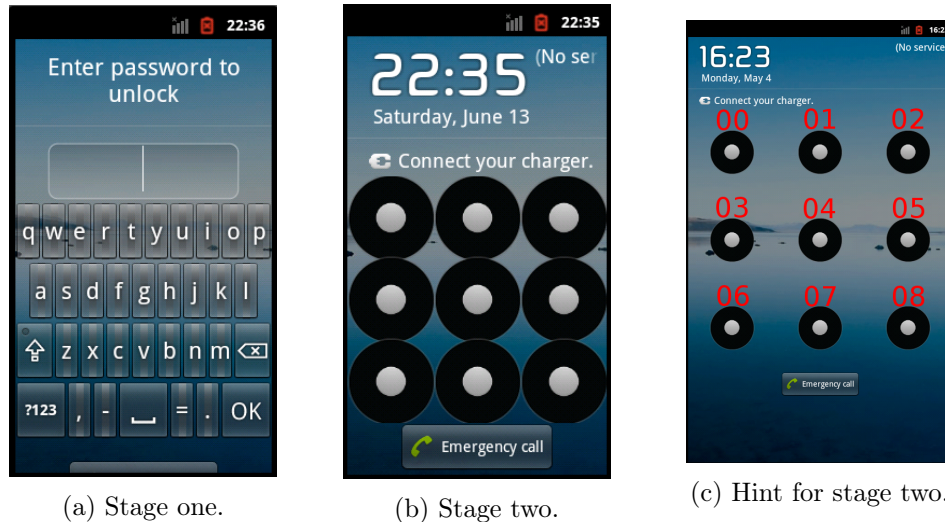 22:36
Enter password to
unlock
q w e r t y u i o p
a s d f g h j k l
z x c v b n m
?123 , - = . OK
(a) Stage one.
22:35
22:35 (No ser
Saturday, June 13
Connect your charger.
Emergency call
(b) Stage two.
16:2
16:23 (No service
Monday, May 4
Connect your charger.
00 01 02
03 04 05
06 07 08
Emergency call
(c) Hint for stage two.